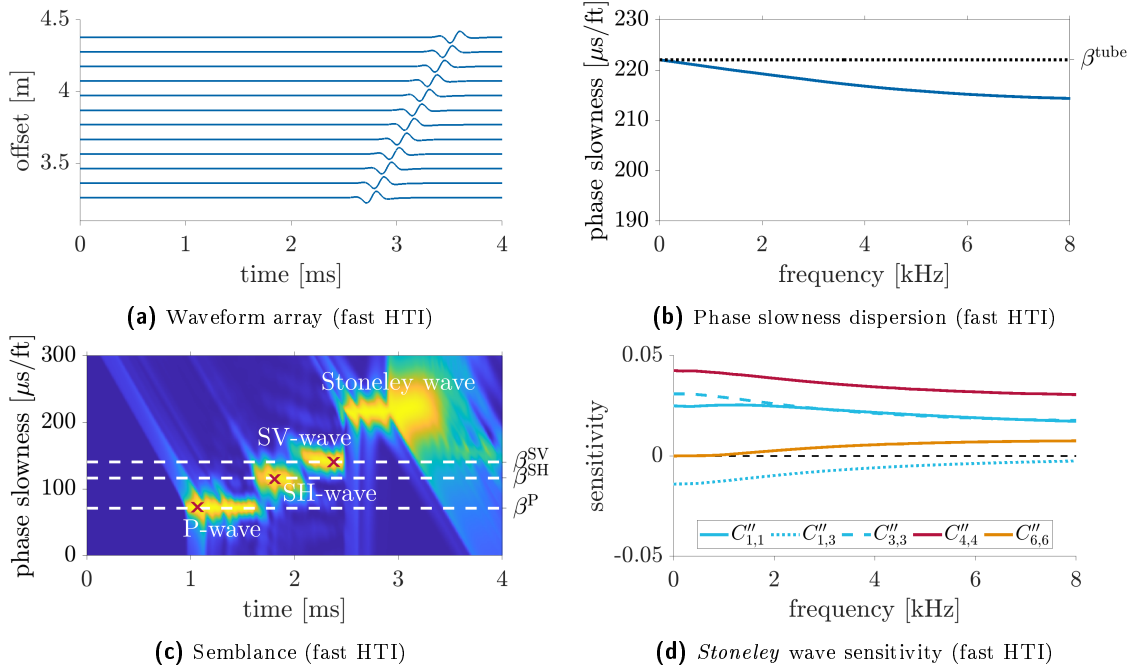 4.5
4
3.5
offset [m]
0 1 2 3 4
time [ms]
(a) Waveform array (fast HTI)
230
220
210
200
190
phase slowness [μs/ft]
β^tube
0 2 4 6 8
frequency [kHz]
(b) Phase slowness dispersion (fast HTI)
300
200
100
0
phase slowness [μs/ft]
Stoneley wave
SV-wave
SH-wave
P-wave
β^SV
β^SH
β^P
0 1 2 3 4
time [ms]
(c) Semblance (fast HTI)
0.05
0
-0.05
sensitivity
C''_{1,1} C''_{1,3} C''_{3,3} C''_{4,4} C''_{6,6}
0 2 4 6 8
frequency [kHz]
(d) Stoneley wave sensitivity (fast HTI)